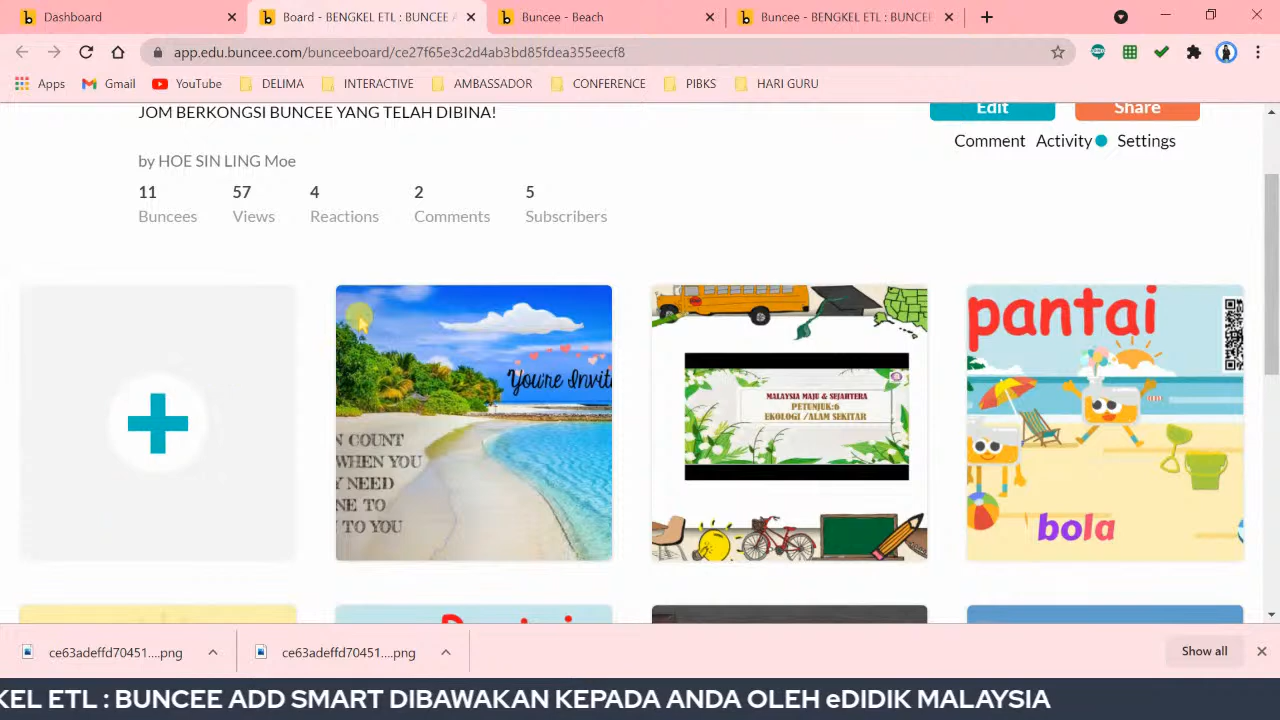 Dashboard
Board - BENGKEL ETL : BUNCEE A
Buncee - Beach
Buncee - BENGKEL ETL : BUNCEE
app.edu.buncee.com/bunceeboard/ce27f65e3c2d4ab3bd85fdea355eecf8
Apps
Gmail
YouTube
DELIMA
INTERACTIVE
AMBASSADOR
CONFERENCE
PIBKS
HARI GURU
JOM BERKONGSI BUNCEE YANG TELAH DIBINA!
Edit
Share
Comment
Activity
Settings
by HOE SIN LING Moe
11 57 4 2 5
Buncees Views Reactions Comments Subscribers
You're Invit
N COUNT
WHEN YOU
Y NEED
NE TO
TO YOU
MALAYSIA MAJU & SEJAHTERA
PETUNJUK:6
EKOLOGI /ALAM SEKITAR
pantai
bola
ce63adeffd70451....png
ce63adeffd70451....png
Show all
KEL ETL : BUNCEE ADD SMART DIBAWAKAN KEPADA ANDA OLEH eDIDIK MALAYSIA